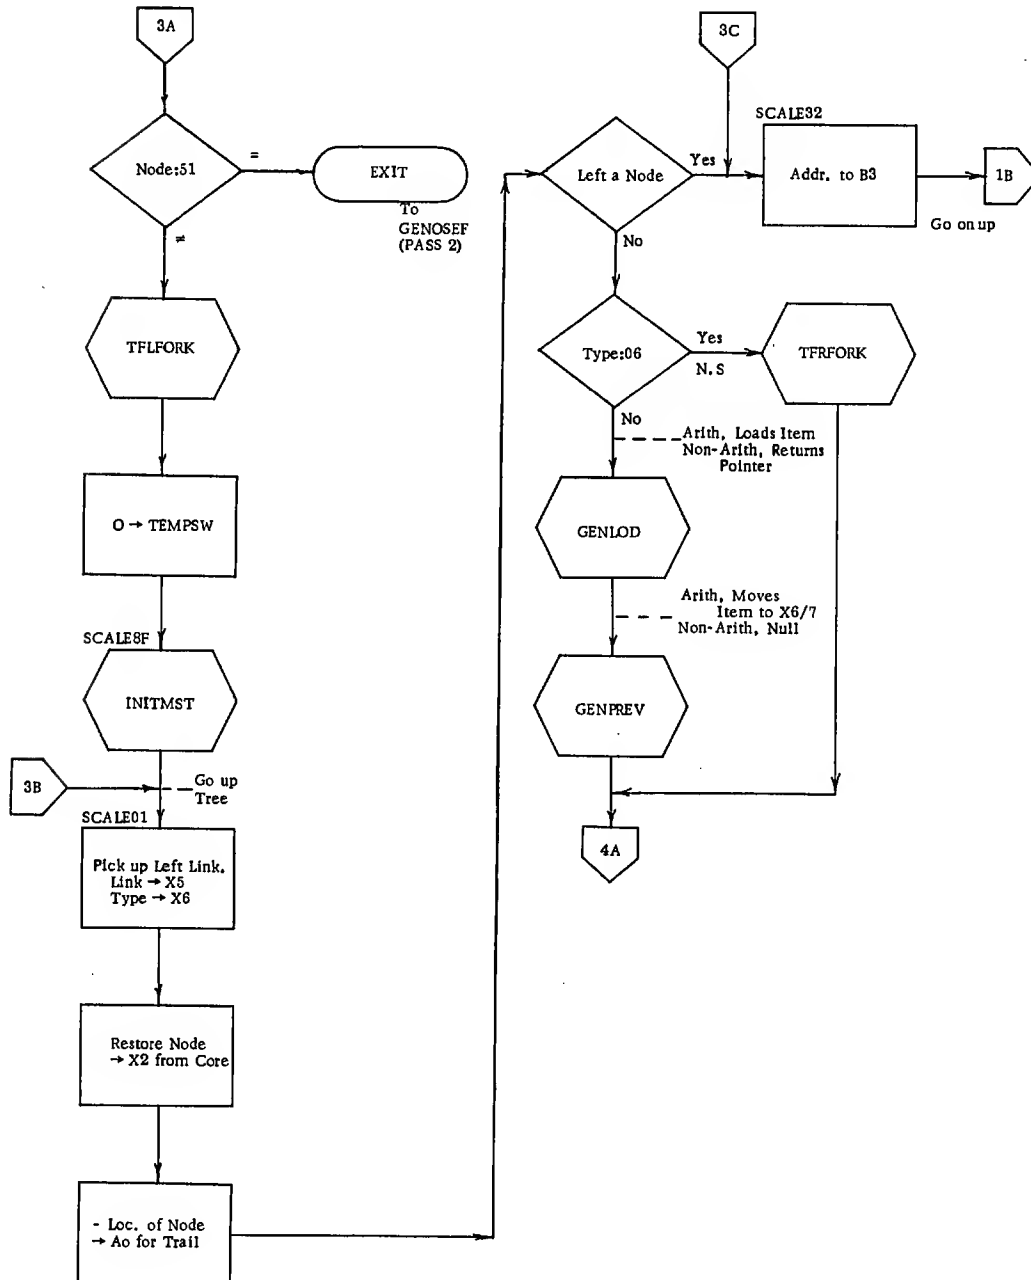 3A
Node:51
=
EXIT
To
GENOSEF
(PASS 2)
≠
TFLFORK
O → TEMPSW
SCALE8F
INITMST
3B
Go up
Tree
SCALE01
Pick up Left Link.
Link → X5
Type → X6
Restore Node
→ X2 from Core
- Loc. of Node
→ Ao for Trail
3C
SCALE32
Left a Node
Yes
Addr. to B3
1B
Go on up
No
Type:06
Yes
N.S
TFRFORK
No
Arith, Loads Item
Non-Arith, Returns
Pointer
GENLOD
Arith, Moves
Item to X6/7
Non-Arith, Null
GENPREV
4A